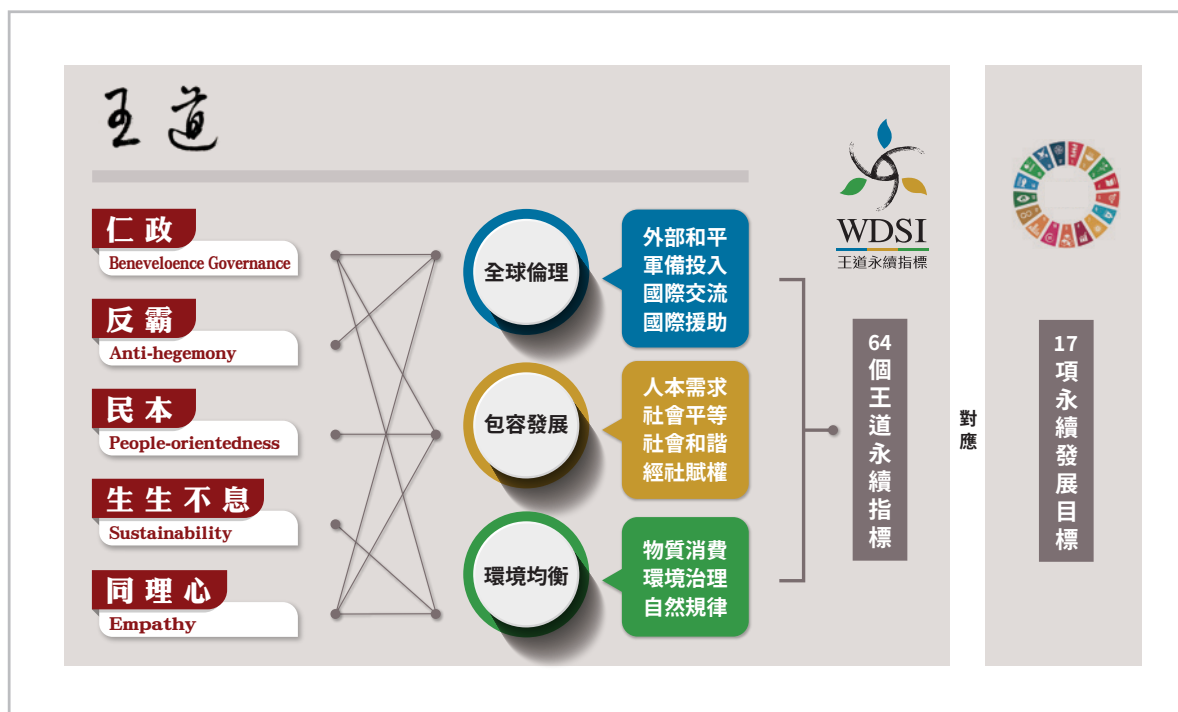 王道
仁政
Beneveloence Governance
反霸
Anti-hegemony
民本
People-orientedness
生生不息
Sustainability
同理心
Empathy
全球倫理
外部和平
軍備投入
國際交流
國際援助
包容發展
人本需求
社會平等
社會和諧
經社賦權
環境均衡
物質消費
環境治理
自然規律
WDSI
王道永續指標
64個王道永續指標
對應
17項永續發展目標